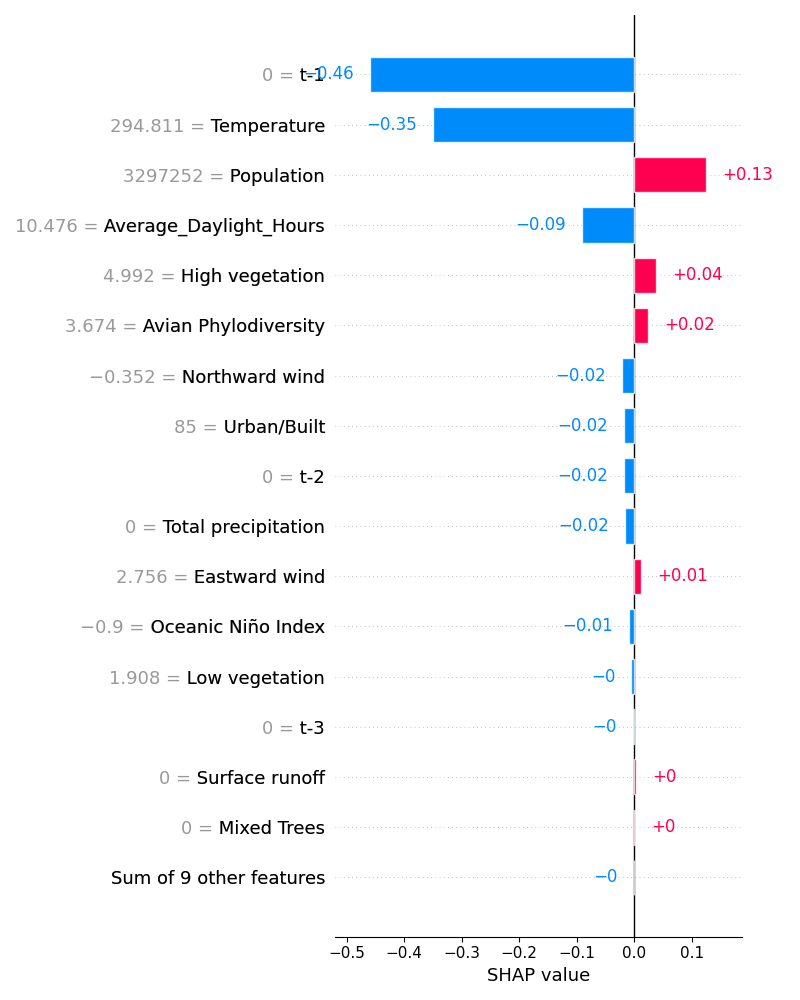 0 = t-1 −0.46
294.811 = Temperature −0.35
3297252 = Population +0.13
10.476 = Average_Daylight_Hours −0.09
4.992 = High vegetation +0.04
3.674 = Avian Phylodiversity +0.02
−0.352 = Northward wind −0.02
85 = Urban/Built −0.02
0 = t-2 −0.02
0 = Total precipitation −0.02
2.756 = Eastward wind +0.01
−0.9 = Oceanic Niño Index −0.01
1.908 = Low vegetation −0
0 = t-3 −0
0 = Surface runoff +0
0 = Mixed Trees +0
Sum of 9 other features −0
−0.5 −0.4 −0.3 −0.2 −0.1 0.0 0.1
SHAP value